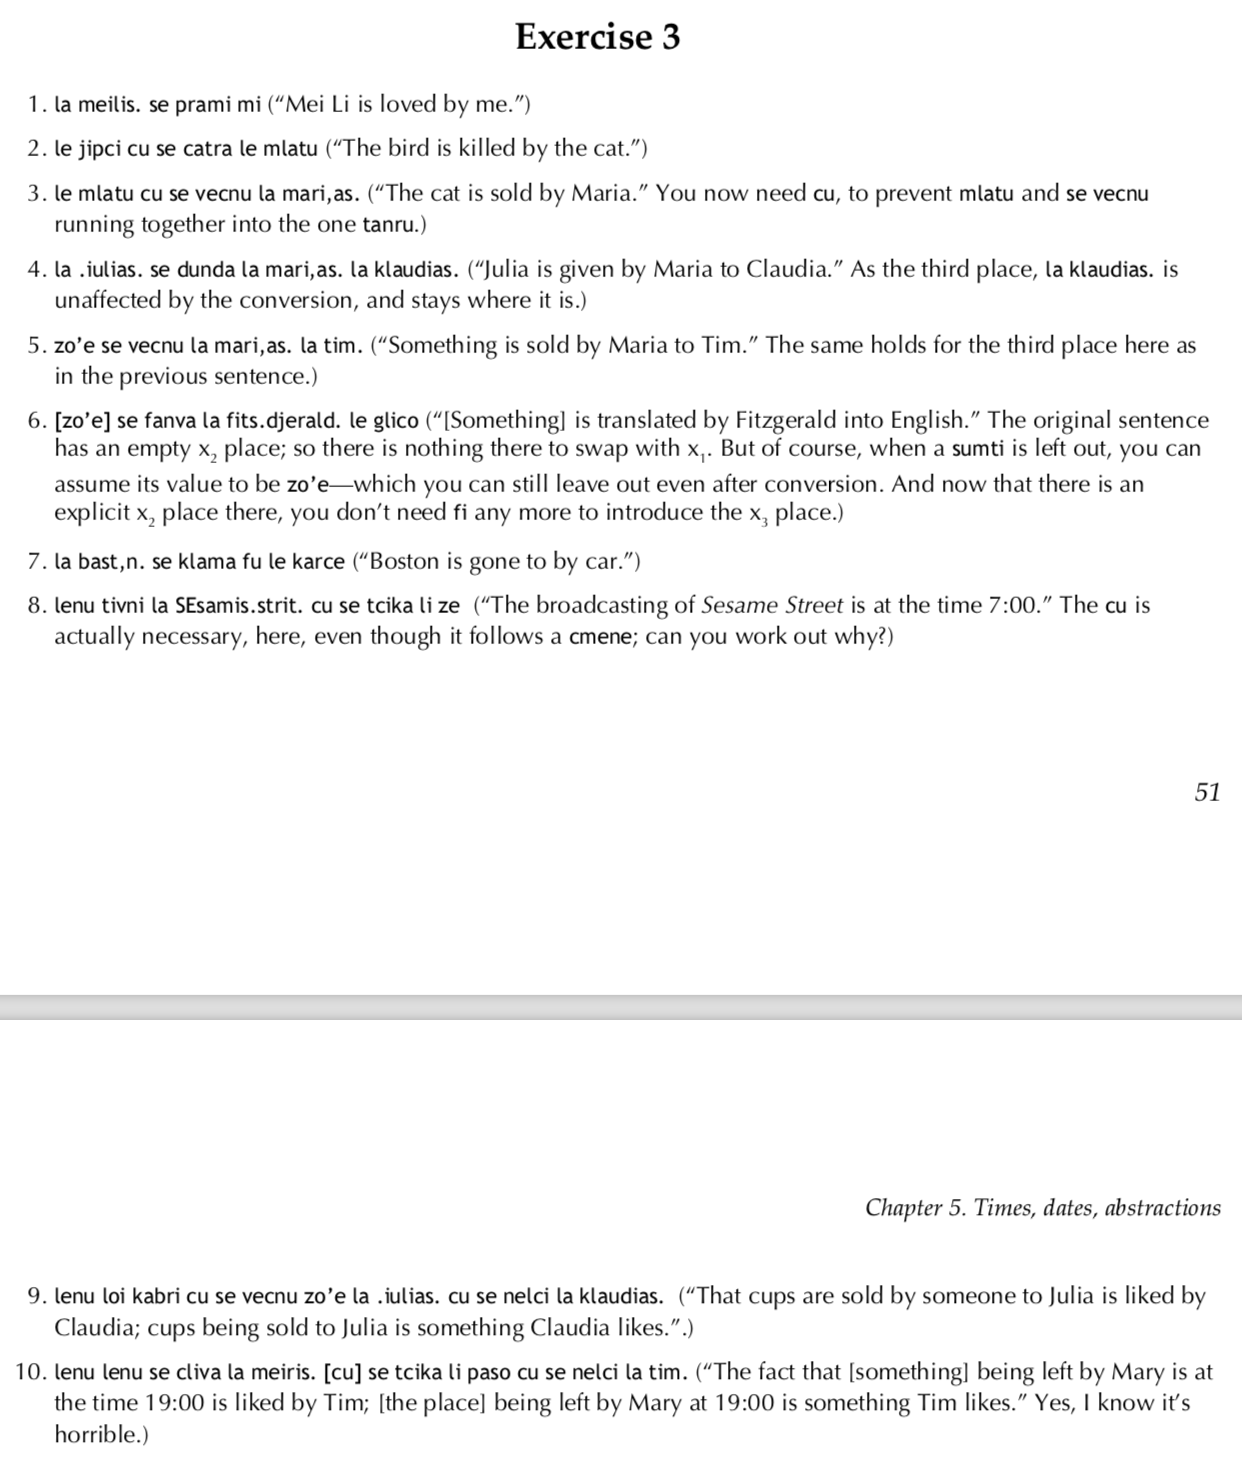 Exercise 3
1. la meilis. se prami mi (“Mei Li is loved by me.”)
2. le jipci cu se catra le mlatu (“The bird is killed by the cat.”)
3. le mlatu cu se vecnu la mari,as. (“The cat is sold by Maria.” You now need cu, to prevent mlatu and se vecnu
running together into the one tanru.)
4. la .iulias. se dunda la mari,as. la klaudias. (“Julia is given by Maria to Claudia.” As the third place, la klaudias. is
unaffected by the conversion, and stays where it is.)
5. zo’e se vecnu la mari,as. la tim. (“Something is sold by Maria to Tim.” The same holds for the third place here as
in the previous sentence.)
6. [zo’e] se fanva la fits.djerald. le glico (“[Something] is translated by Fitzgerald into English.” The original sentence
has an empty x₂ place; so there is nothing there to swap with x₁. But of course, when a sumti is left out, you can
assume its value to be zo’e—which you can still leave out even after conversion. And now that there is an
explicit x₂ place there, you don’t need fi any more to introduce the x₃ place.)
7. la bast,n. se klama fu le karce (“Boston is gone to by car.”)
8. lenu tivni la SEsamis.strit. cu se tcika li ze (“The broadcasting of Sesame Street is at the time 7:00.” The cu is
actually necessary, here, even though it follows a cmene; can you work out why?)
51
Chapter 5. Times, dates, abstractions
9. lenu loi kabri cu se vecnu zo’e la .iulias. cu se nelci la klaudias. (“That cups are sold by someone to Julia is liked by
Claudia; cups being sold to Julia is something Claudia likes.”.)
10. lenu lenu se cliva la meiris. [cu] se tcika li paso cu se nelci la tim. (“The fact that [something] being left by Mary is at
the time 19:00 is liked by Tim; [the place] being left by Mary at 19:00 is something Tim likes.” Yes, I know it’s
horrible.)